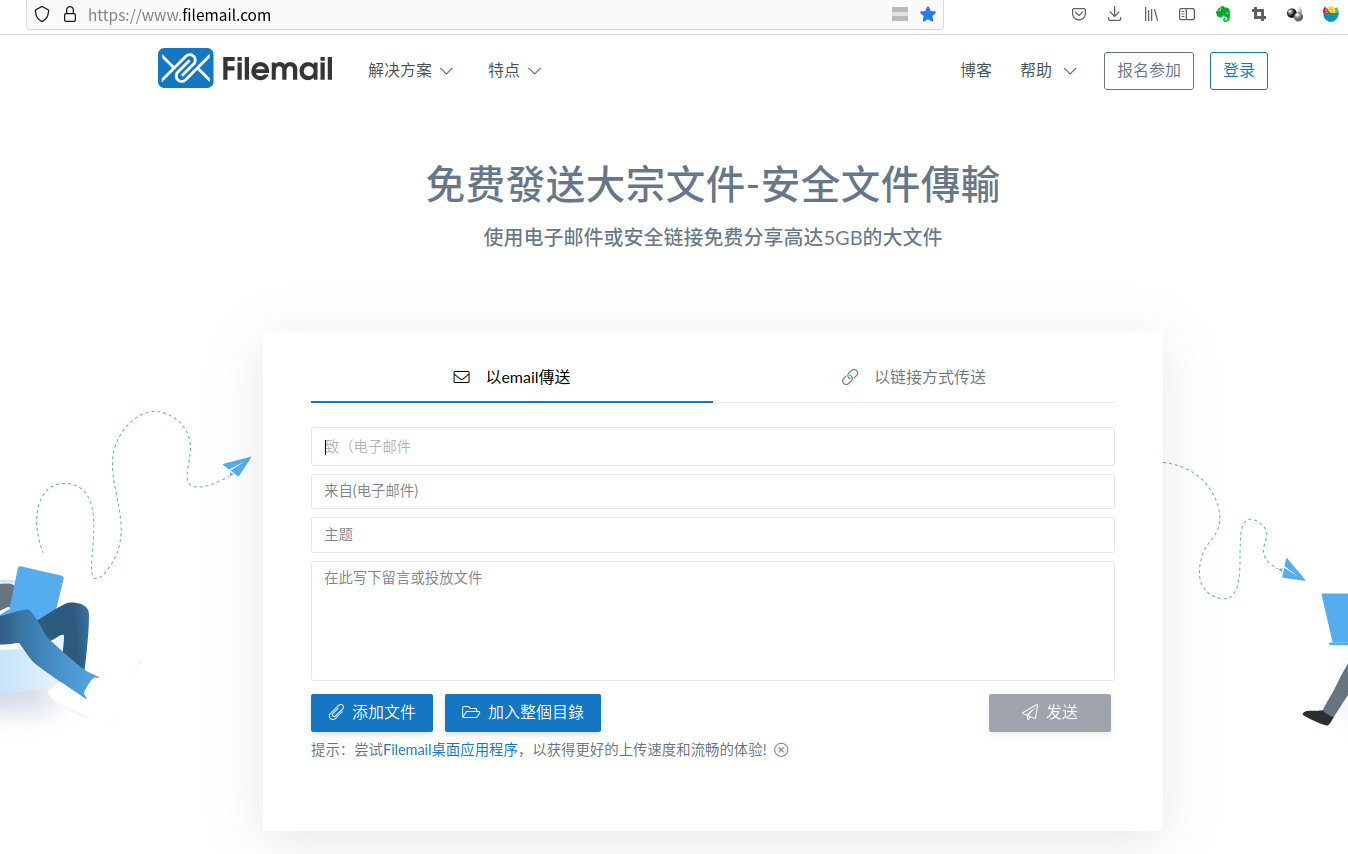 https://www.filemail.com
Filemail 解决方案 特点 博客 帮助 报名参加 登录
免费發送大宗文件-安全文件傳輸
使用电子邮件或安全链接免费分享高达5GB的大文件
以email傳送 以链接方式传送
致（电子邮件
来自(电子邮件)
主题
在此写下留言或投放文件
添加文件 加入整個目錄 发送
提示：尝试Filemail桌面应用程序，以获得更好的上传速度和流畅的体验!